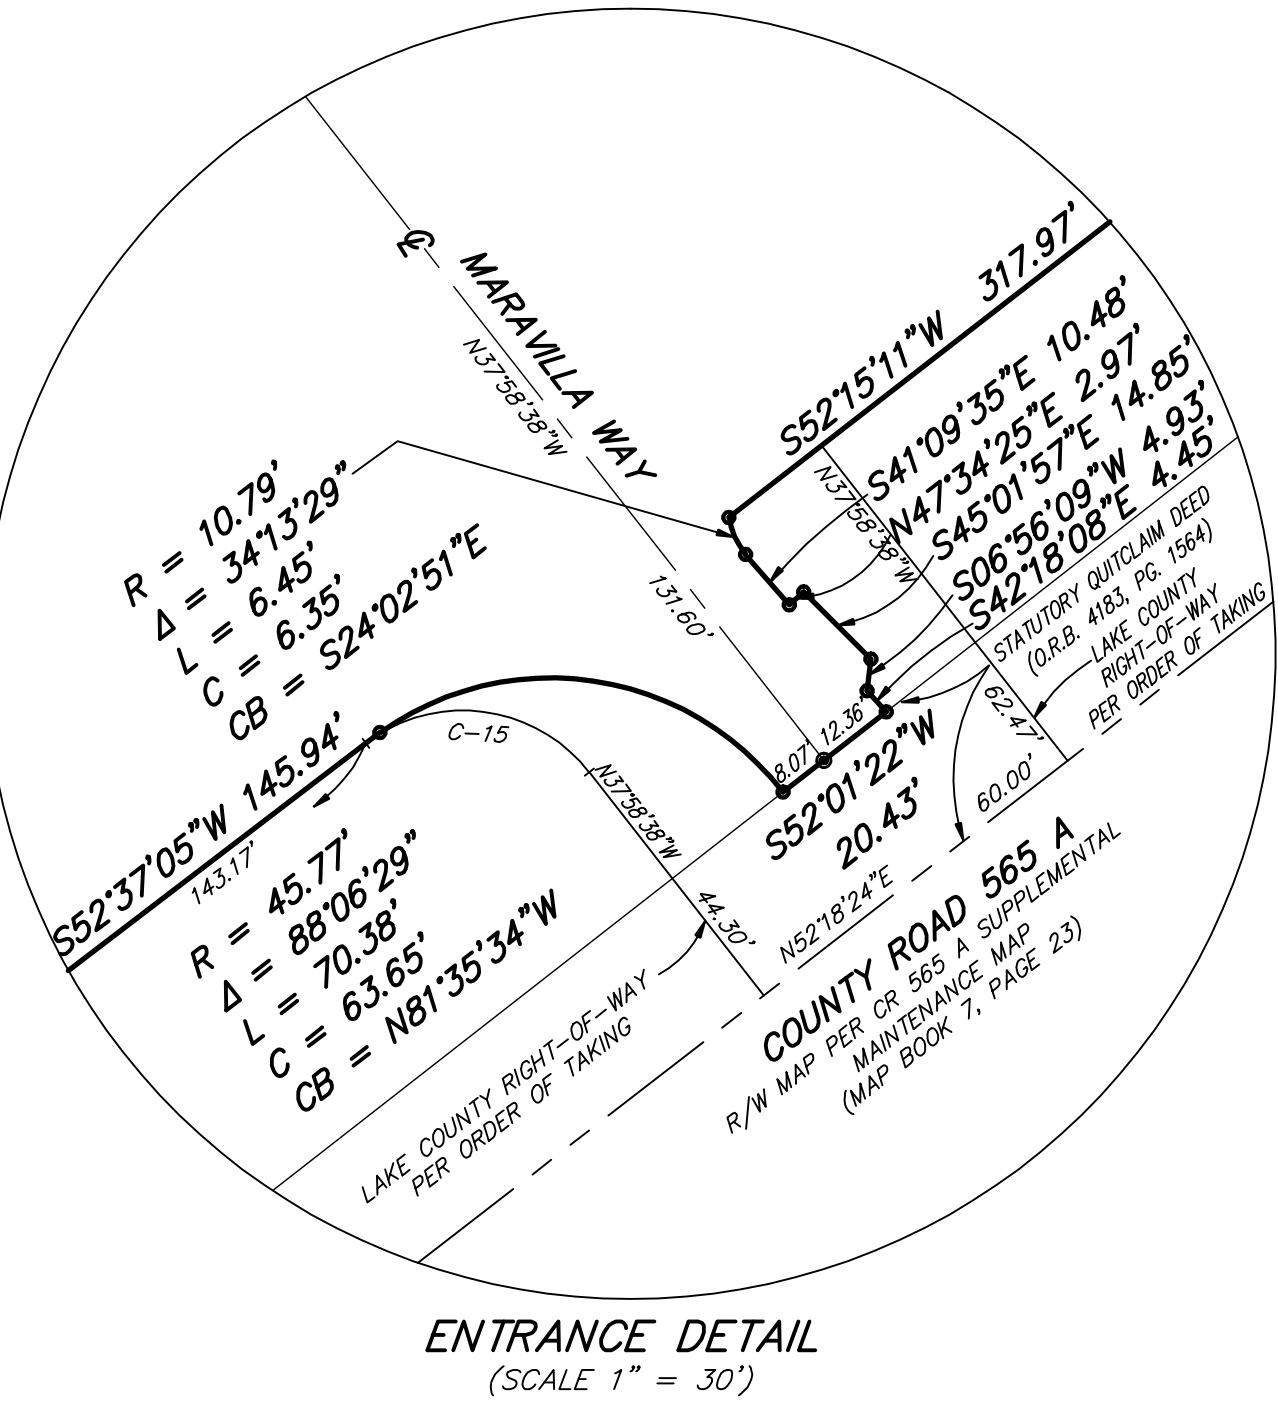 ℄ MARAVILLA WAY
N37°58'38"W
131.60'
S52°15'11"W 317.97'
S41°09'35"E 10.48'
N47°34'25"E 2.97'
S45°01'57"E 14.85'
S06°56'09"W 4.93'
S42°18'08"E 4.45'
N37°58'38"W
STATUTORY QUITCLAIM DEED
(O.R.B. 4183, PG. 1564)
LAKE COUNTY
RIGHT-OF-WAY
PER ORDER OF TAKING
62.47'
60.00'
R = 10.79'
Δ = 34°13'29"
L = 6.45'
C = 6.35'
CB = S24°02'51"E
S52°37'05"W 145.94'
143.17'
C-15
8.07'
12.36'
S52°01'22"W
20.43'
N37°58'38"W
44.30'
R = 45.77'
Δ = 88°06'29"
L = 70.38'
C = 63.65'
CB = N81°35'34"W
N52°18'24"E
COUNTY ROAD 565 A
R/W MAP PER CR 565 A SUPPLEMENTAL
MAINTENANCE MAP
(MAP BOOK 7, PAGE 23)
LAKE COUNTY RIGHT-OF-WAY
PER ORDER OF TAKING
ENTRANCE DETAIL
(SCALE 1" = 30')